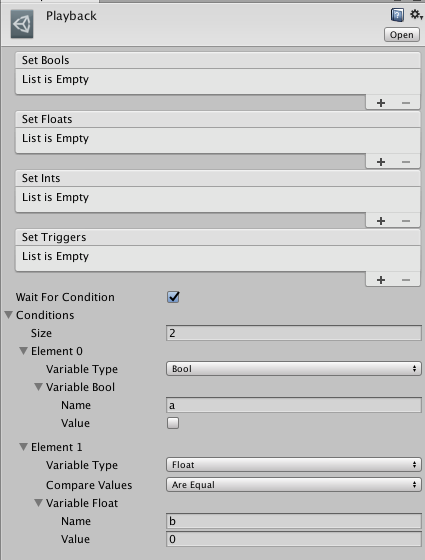 Playback
Open
Set Bools
List is Empty
+ −
Set Floats
List is Empty
+ −
Set Ints
List is Empty
+ −
Set Triggers
List is Empty
+ −
Wait For Condition
Conditions
Size 2
Element 0
Variable Type Bool
Variable Bool
Name a
Value
Element 1
Variable Type Float
Compare Values Are Equal
Variable Float
Name b
Value 0